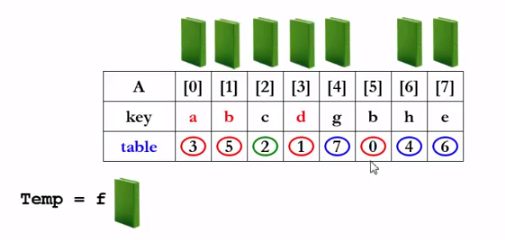 A [0] [1] [2] [3] [4] [5] [6] [7]
key a b c d g b h e
table 3 5 2 1 7 0 4 6
Temp = f